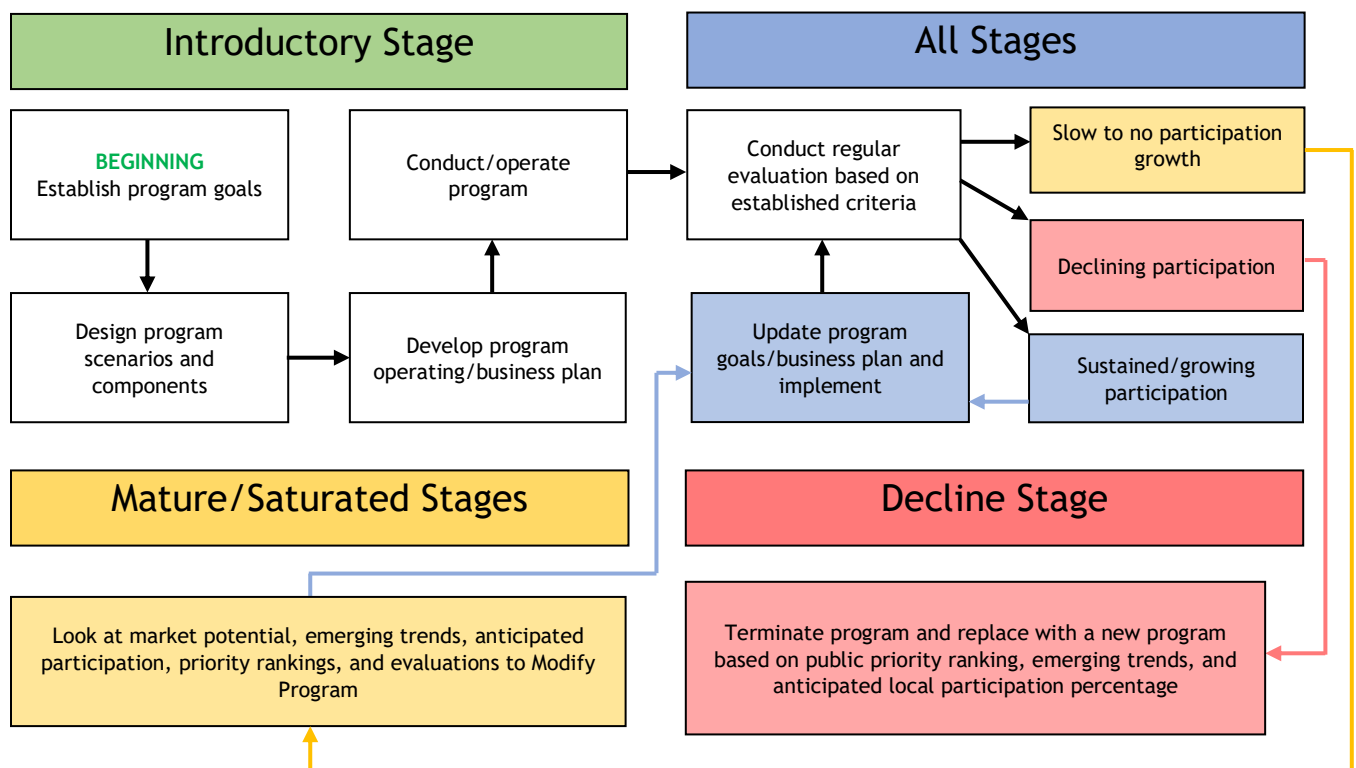 Introductory Stage
All Stages
BEGINNING
Establish program goals
Conduct/operate
program
Conduct regular
evaluation based on
established criteria
Slow to no participation
growth
Declining participation
Design program
scenarios and
components
Develop program
operating/business plan
Update program
goals/business plan and
implement
Sustained/growing
participation
Mature/Saturated Stages
Decline Stage
Look at market potential, emerging trends, anticipated
participation, priority rankings, and evaluations to Modify
Program
Terminate program and replace with a new program
based on public priority ranking, emerging trends, and
anticipated local participation percentage